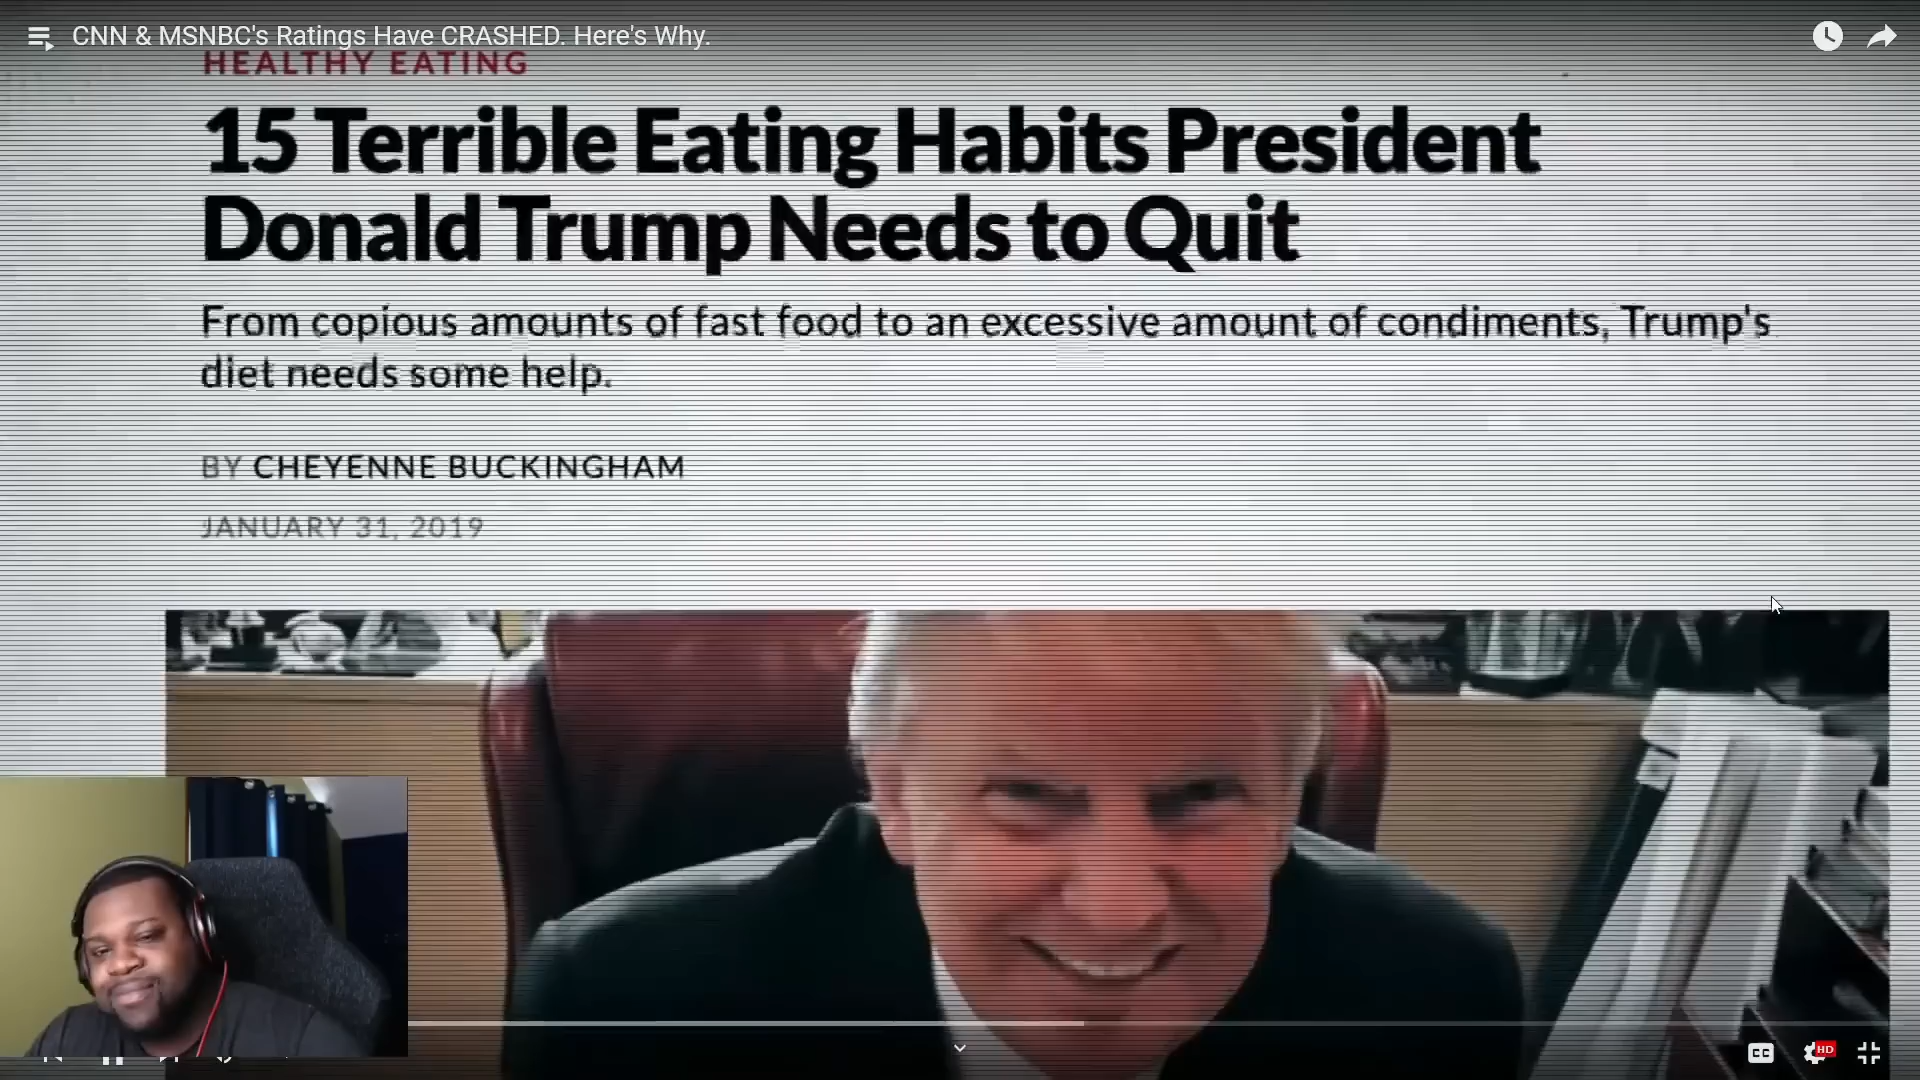 CNN & MSNBC's Ratings Have CRASHED. Here's Why.
HEALTHY EATING
15 Terrible Eating Habits President
Donald Trump Needs to Quit
From copious amounts of fast food to an excessive amount of condiments, Trump's
diet needs some help.
BY CHEYENNE BUCKINGHAM
JANUARY 31, 2019
CC
HD